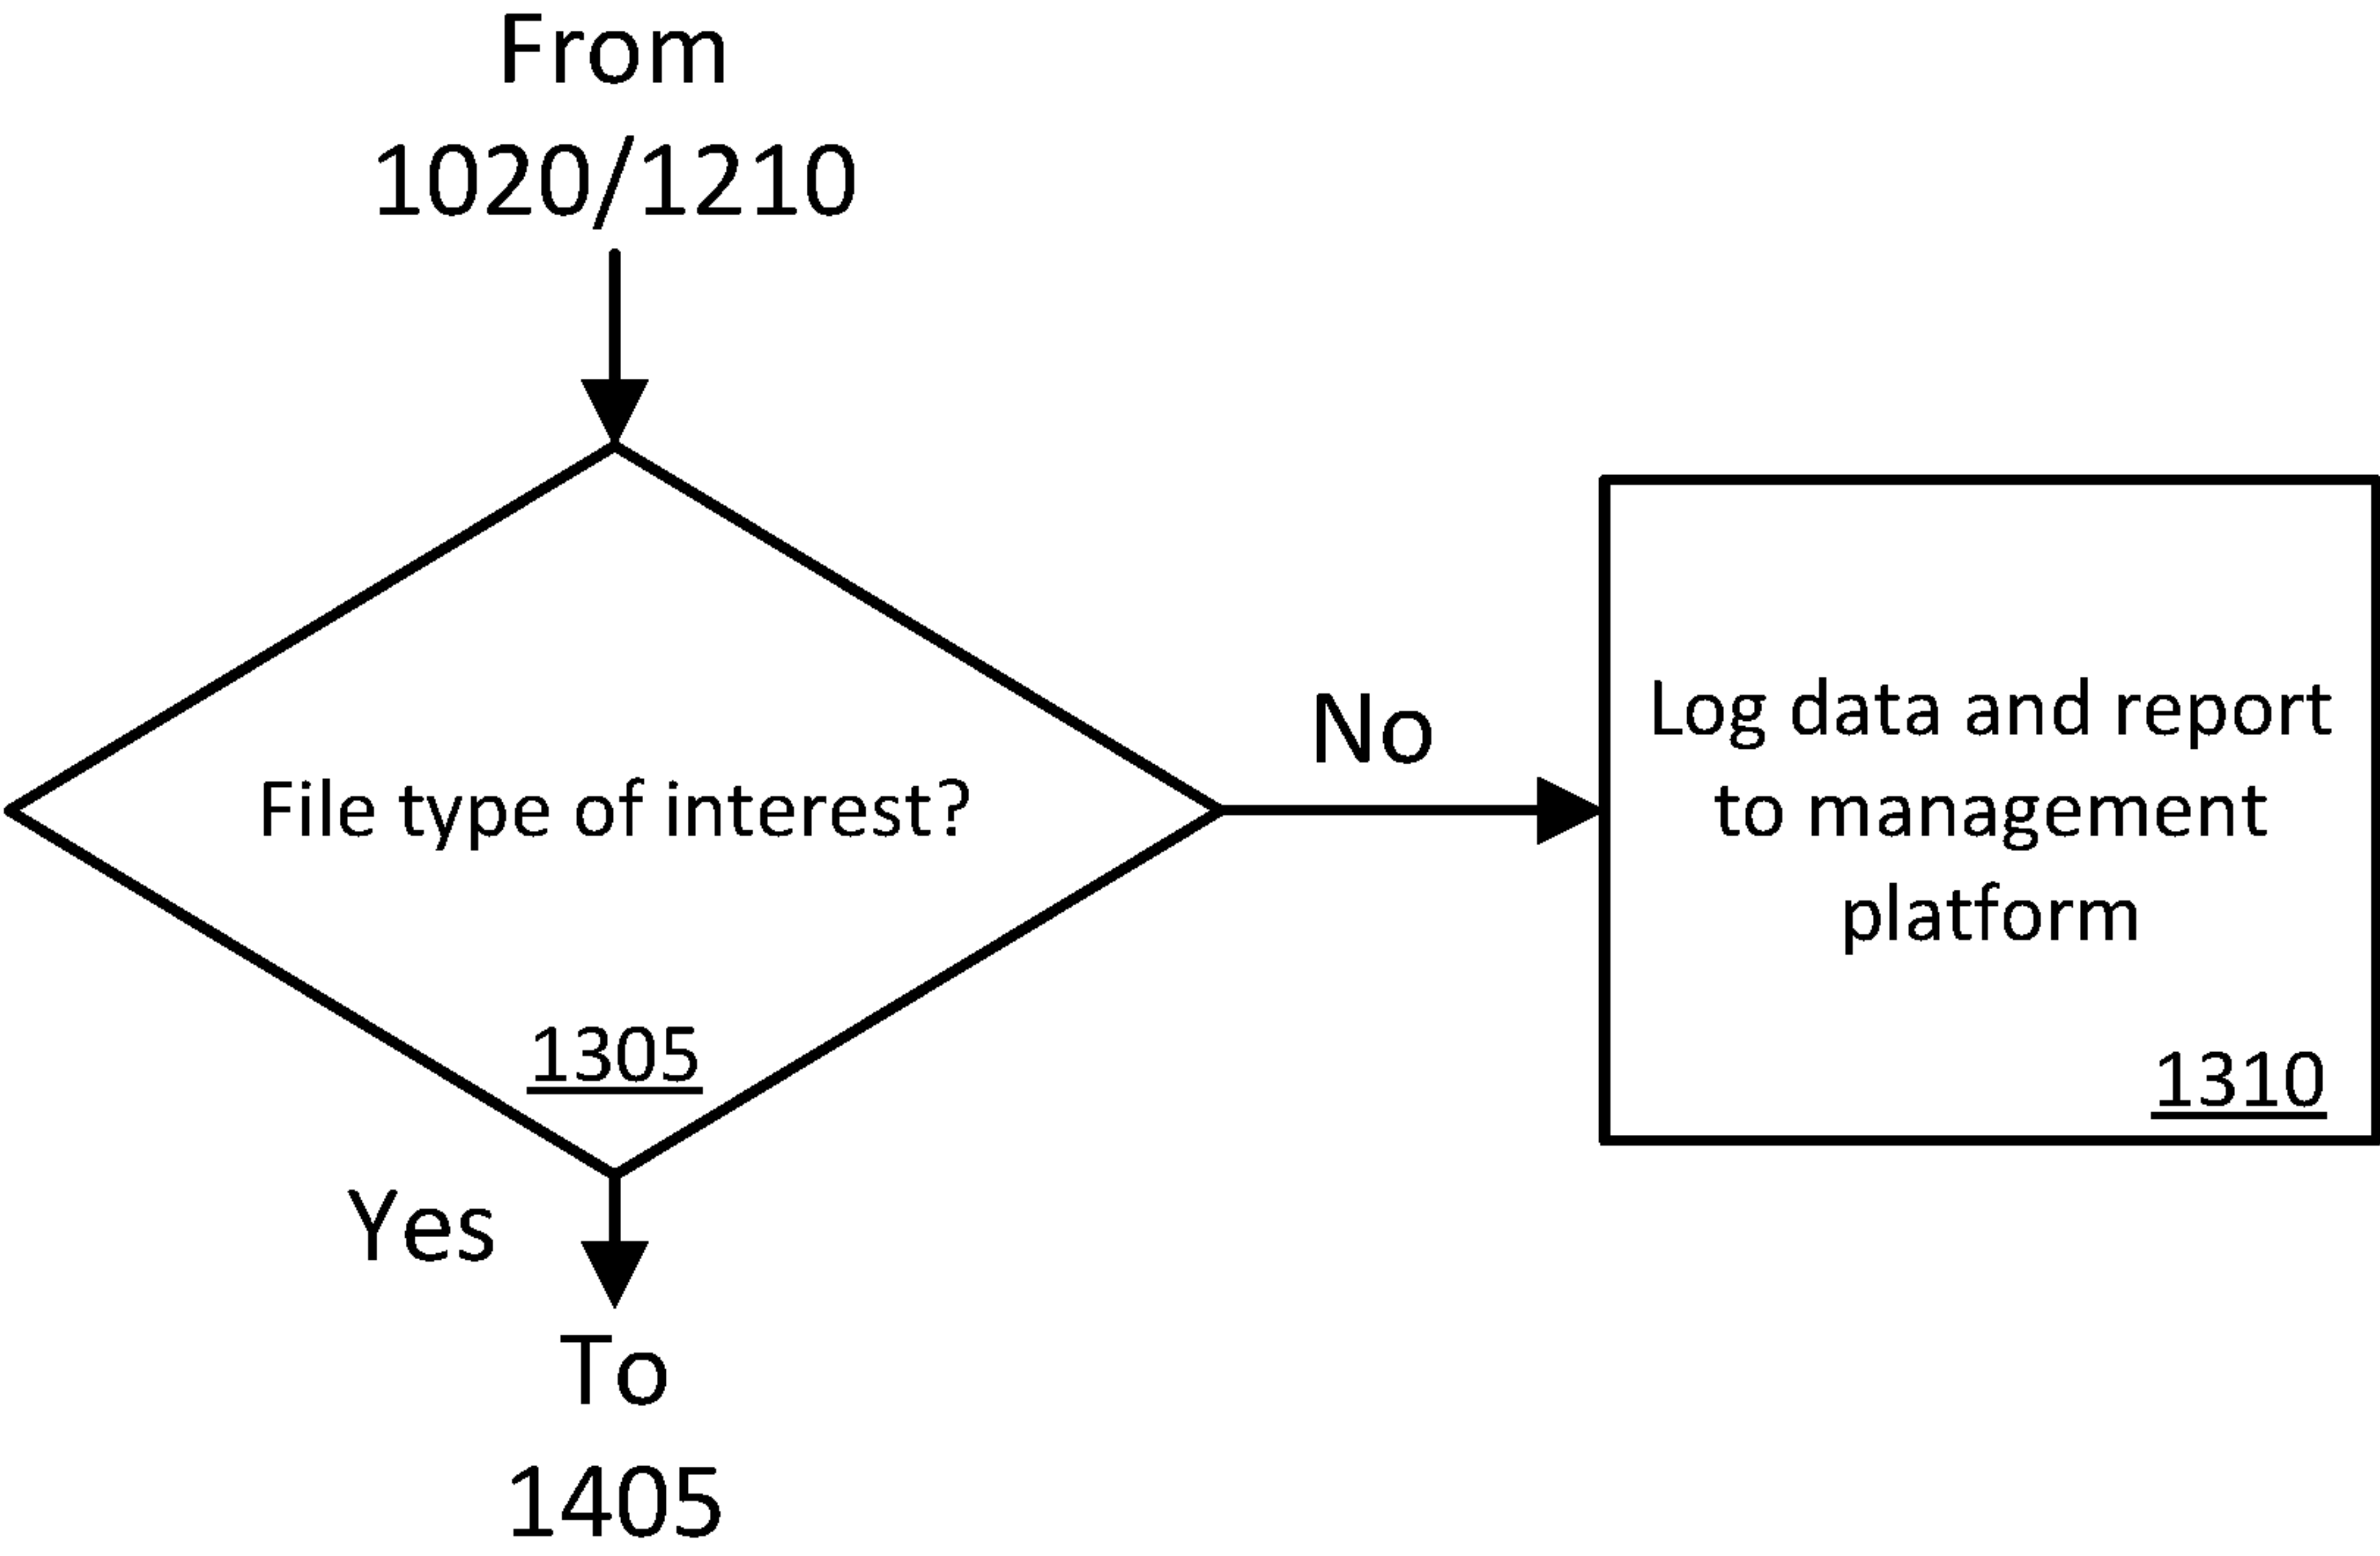 From
1020/1210
File type of interest?
1305
No
Log data and report
to management
platform
1310
Yes
To
1405